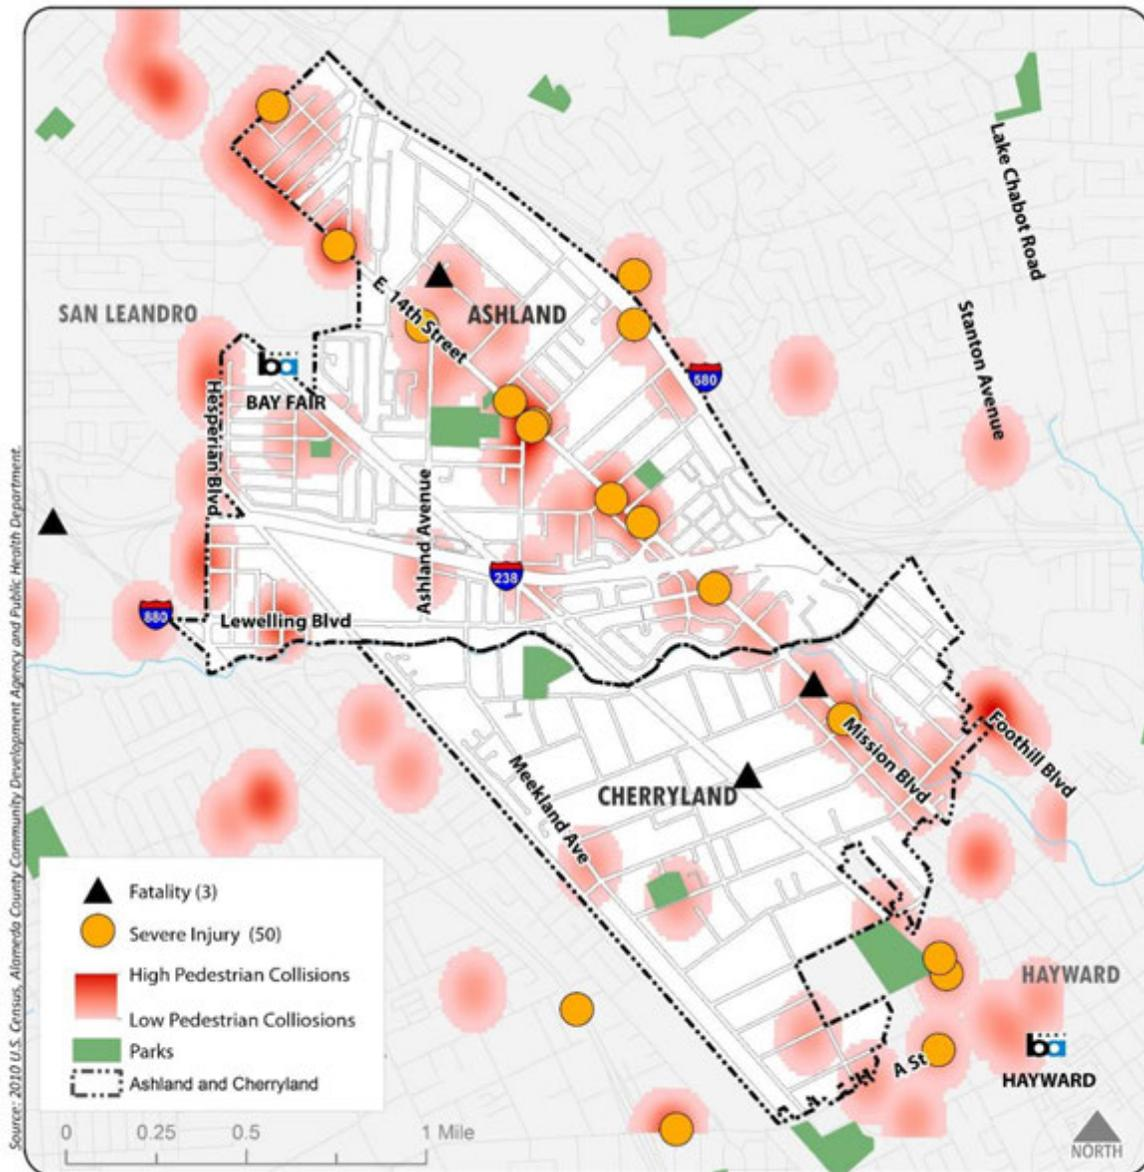 Lake Chabot Road
Stanton Avenue
SAN LEANDRO
E. 14th Street
ASHLAND
ba
BAY FAIR
580
Hesperian Blvd
Ashland Avenue
238
880
Lewelling Blvd
Foothill Blvd
Mission Blvd
Meekland Ave
CHERRYLAND
HAYWARD
ba
HAYWARD
A St
NORTH
Fatality (3)
Severe Injury (50)
High Pedestrian Collisions
Low Pedestrian Colliosions
Parks
Ashland and Cherryland
0 0.25 0.5 1 Mile
Source: 2010 U.S. Census, Alameda County Community Development Agency and Public Health Department.